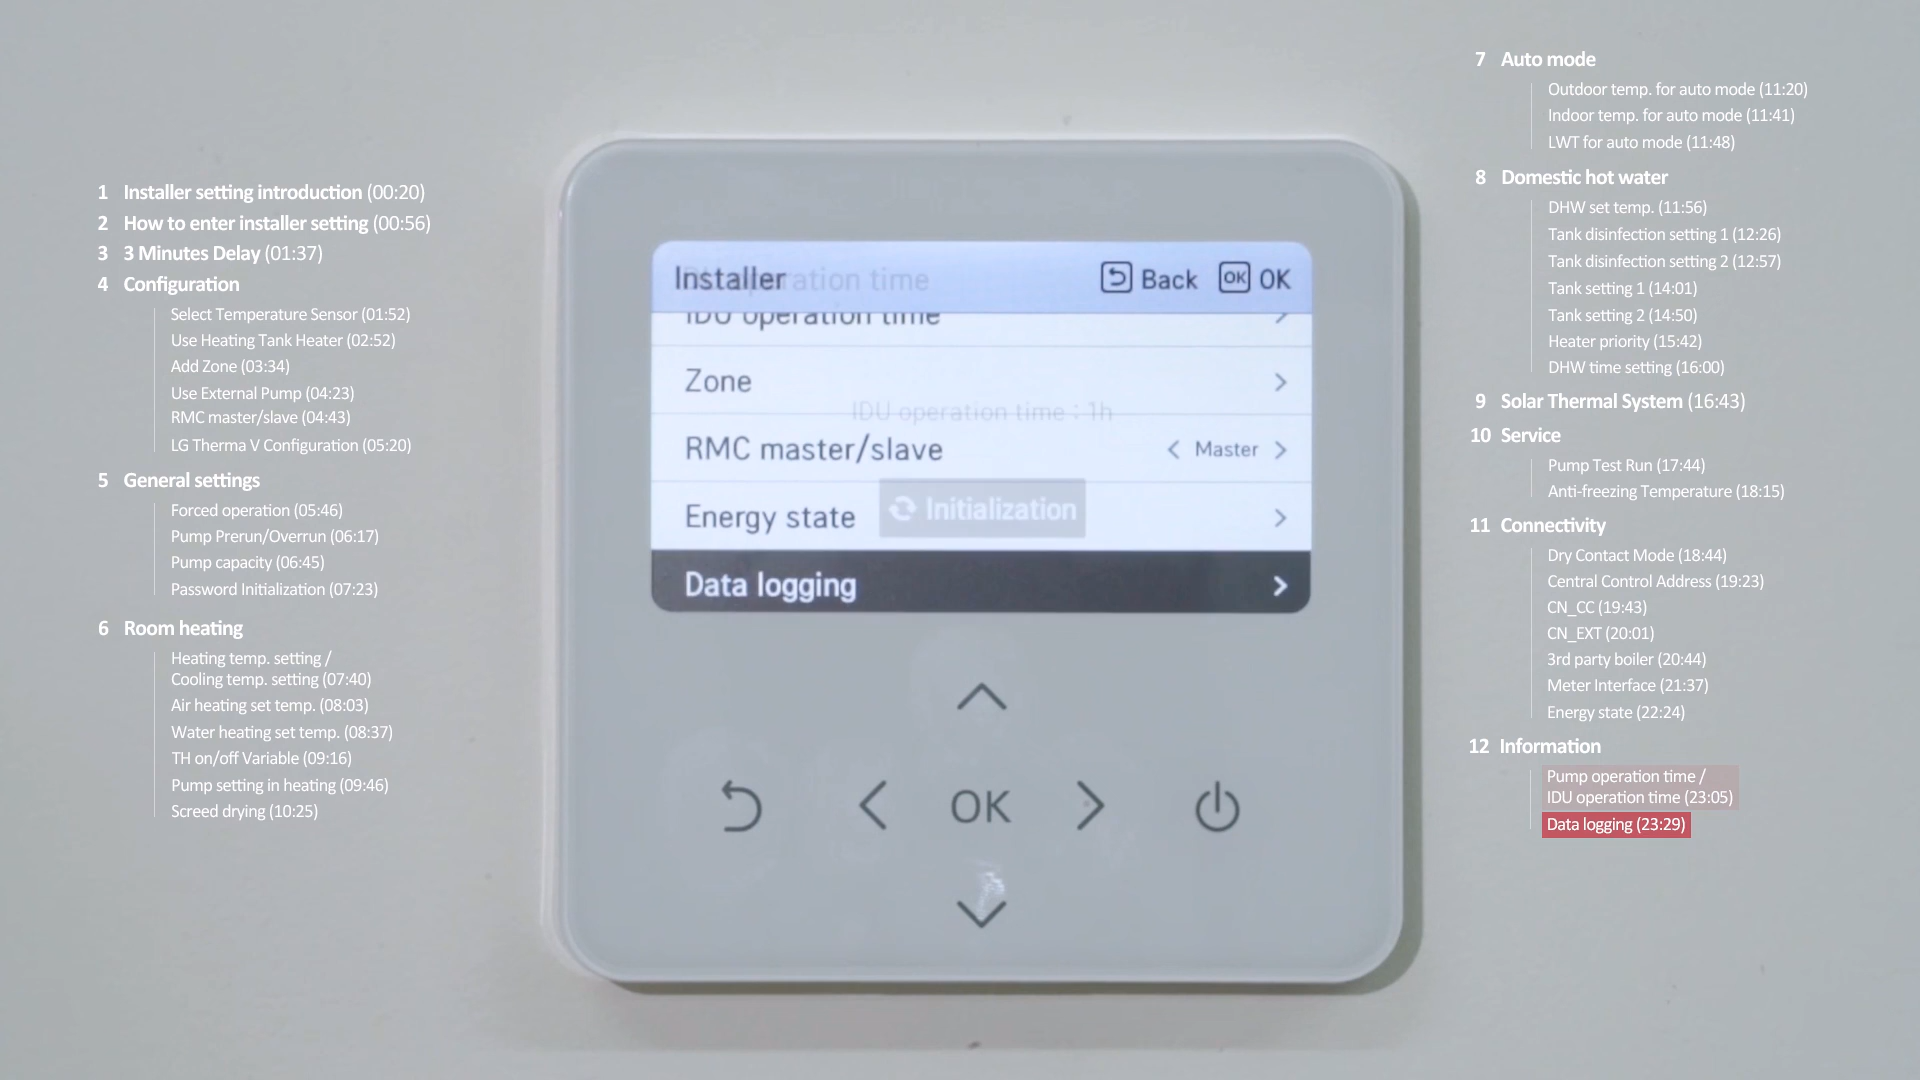 1 Installer setting introduction (00:20)
2 How to enter installer setting (00:56)
3 3 Minutes Delay (01:37)
4 Configuration
Select Temperature Sensor (01:52)
Use Heating Tank Heater (02:52)
Add Zone (03:34)
Use External Pump (04:23)
RMC master/slave (04:43)
LG Therma V Configuration (05:20)
5 General settings
Forced operation (05:46)
Pump Prerun/Overrun (06:17)
Pump capacity (06:45)
Password Initialization (07:23)
6 Room heating
Heating temp. setting /
Cooling temp. setting (07:40)
Air heating set temp. (08:03)
Water heating set temp. (08:37)
TH on/off Variable (09:16)
Pump setting in heating (09:46)
Screed drying (10:25)
Installer Back OK OK
IDU operation time
Zone
IDU operation time : 1h
RMC master/slave Master
Energy state
Initialization
Data logging
OK
7 Auto mode
Outdoor temp. for auto mode (11:20)
Indoor temp. for auto mode (11:41)
LWT for auto mode (11:48)
8 Domestic hot water
DHW set temp. (11:56)
Tank disinfection setting 1 (12:26)
Tank disinfection setting 2 (12:57)
Tank setting 1 (14:01)
Tank setting 2 (14:50)
Heater priority (15:42)
DHW time setting (16:00)
9 Solar Thermal System (16:43)
10 Service
Pump Test Run (17:44)
Anti-freezing Temperature (18:15)
11 Connectivity
Dry Contact Mode (18:44)
Central Control Address (19:23)
CN_CC (19:43)
CN_EXT (20:01)
3rd party boiler (20:44)
Meter Interface (21:37)
Energy state (22:24)
12 Information
Pump operation time /
IDU operation time (23:05)
Data logging (23:29)